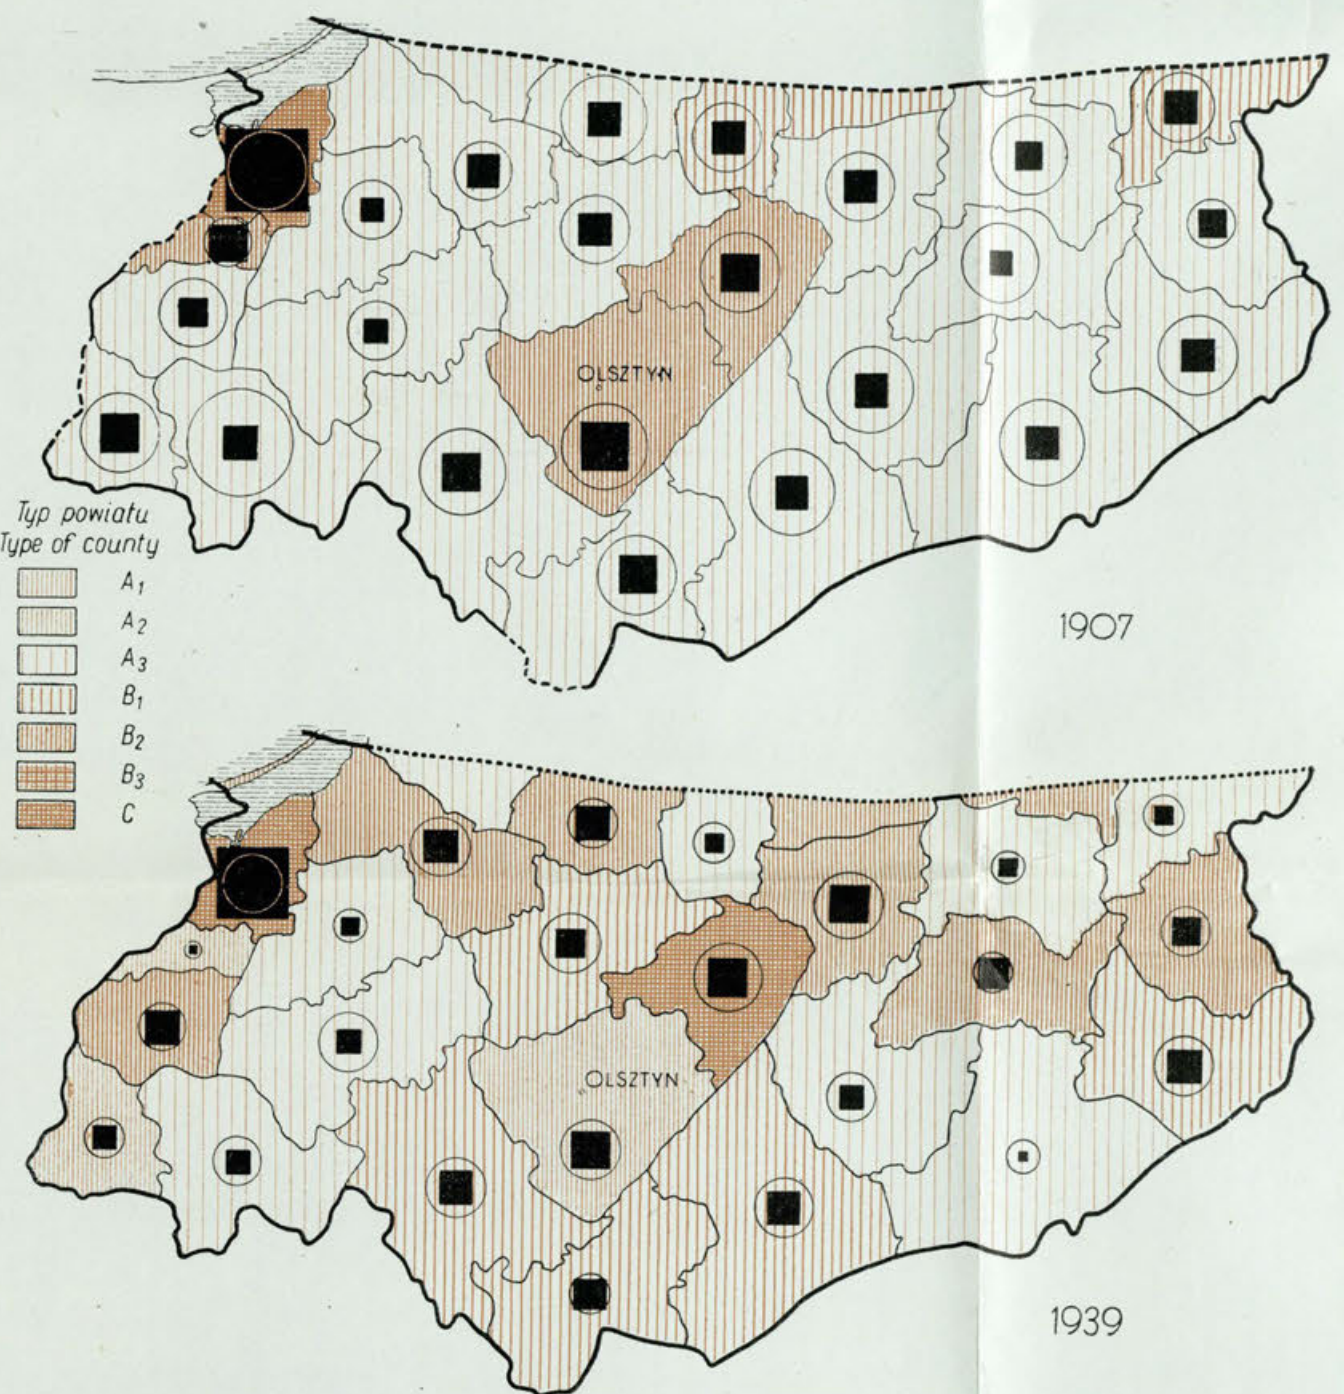 OLSZTYN
Typ powiatu
Type of county
A1
A2
A3
B1
B2
B3
C
1907
OLSZTYN
1939